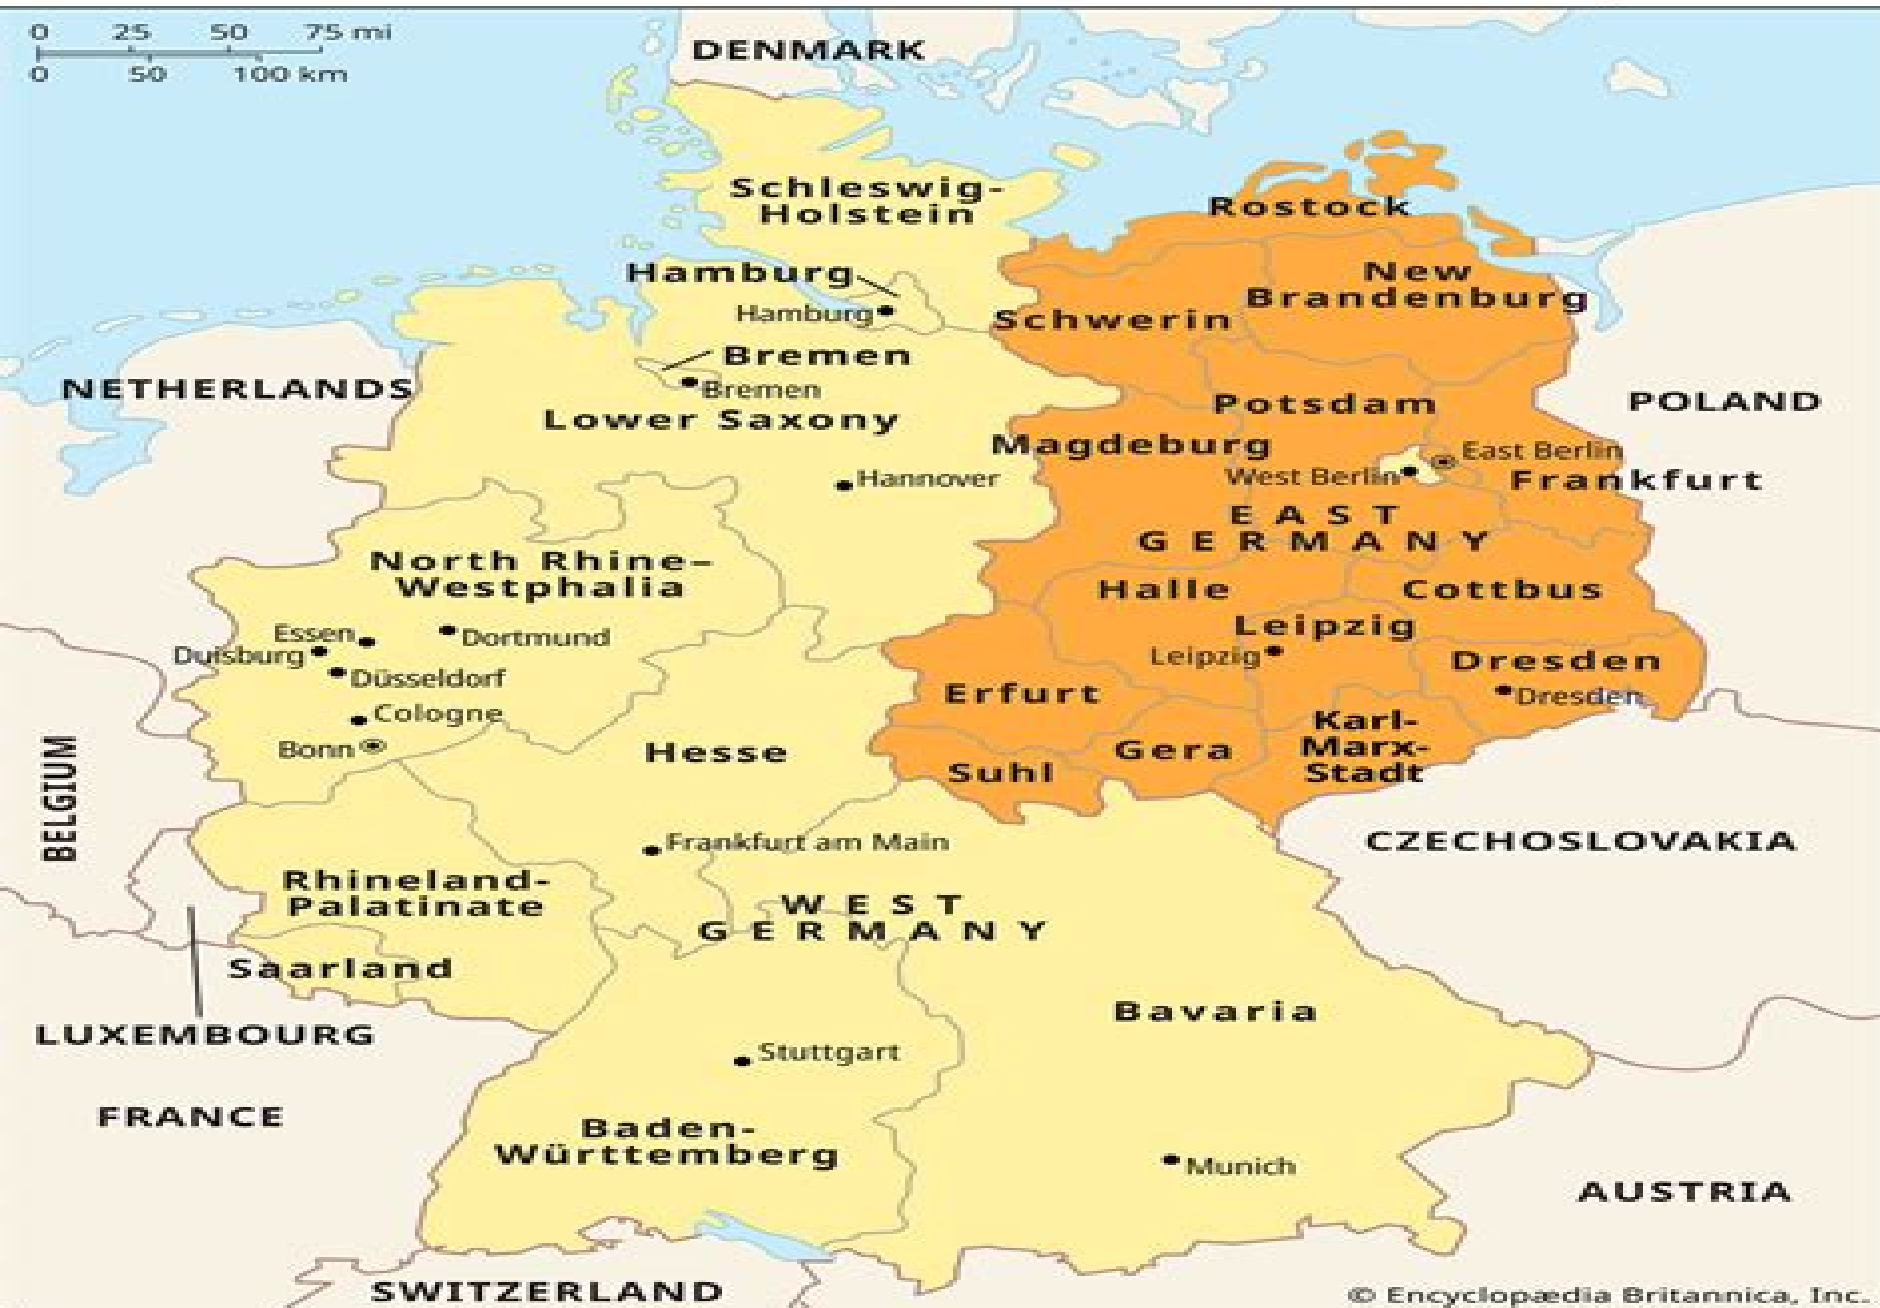 0 25 50 75 mi
0 50 100 km
DENMARK
Schleswig-
Holstein
Rostock
Hamburg
Hamburg
New
Brandenburg
Schwerin
Bremen
Bremen
NETHERLANDS
Lower Saxony
Potsdam
POLAND
Magdeburg
East Berlin
West Berlin
Frankfurt
Hannover
EAST
GERMANY
North Rhine–
Westphalia
Halle
Cottbus
Leipzig
Leipzig
Essen
Dortmund
Duisburg
Düsseldorf
Dresden
Dresden
Erfurt
Cologne
Karl-
Marx-
Stadt
Bonn
Hesse
Gera
Suhl
BELGIUM
Frankfurt am Main
CZECHOSLOVAKIA
Rhineland-
Palatinate
WEST
GERMANY
Saarland
Bavaria
LUXEMBOURG
Stuttgart
FRANCE
Baden-
Württemberg
Munich
AUSTRIA
SWITZERLAND
© Encyclopædia Britannica, Inc.